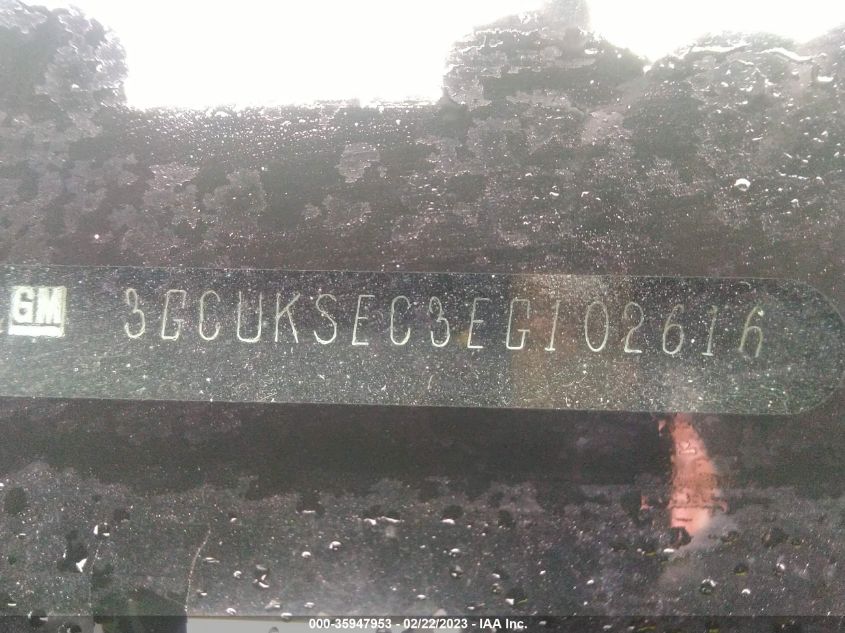 GM 3GCUKSEC3EG102616
000-35947953 - 02/22/2023 - IAA Inc.